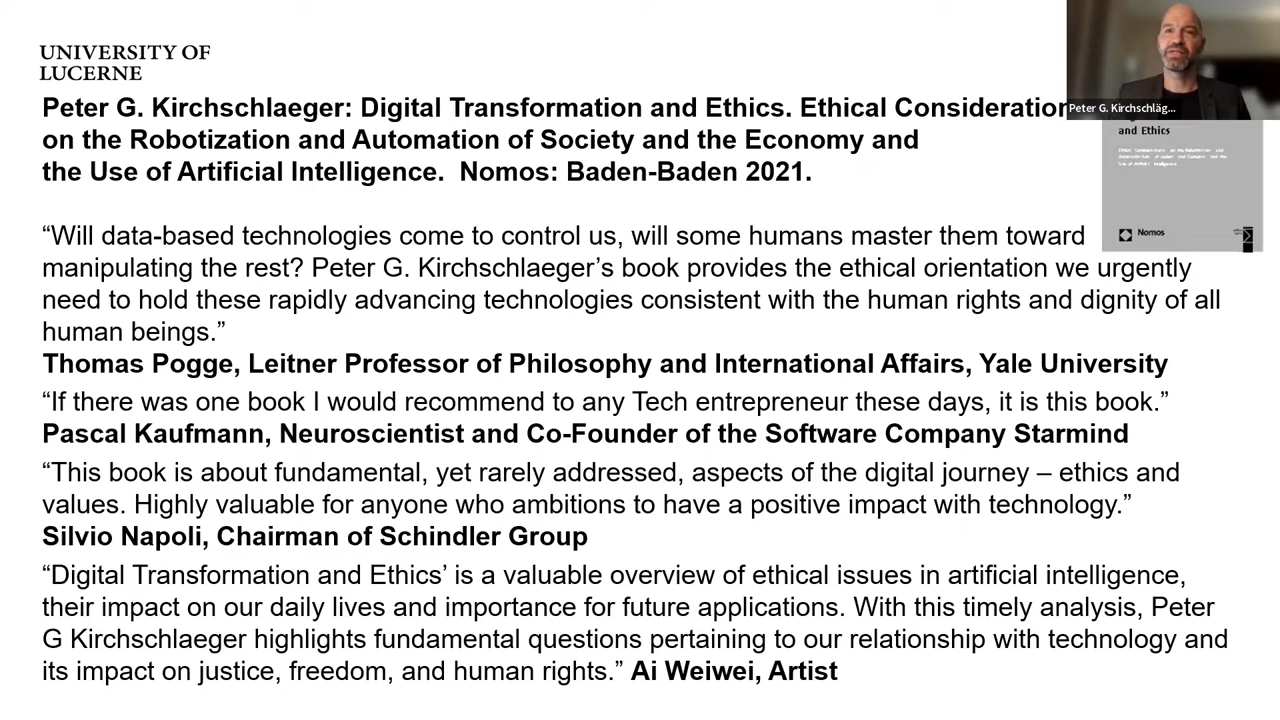 UNIVERSITY OF
LUCERNE
Peter G. Kirchschlaeger: Digital Transformation and Ethics. Ethical Consideration
on the Robotization and Automation of Society and the Economy and
the Use of Artificial Intelligence. Nomos: Baden-Baden 2021.
Peter G. Kirchschläg...
and Ethics
Nomos
“Will data-based technologies come to control us, will some humans master them toward
manipulating the rest? Peter G. Kirchschlaeger’s book provides the ethical orientation we urgently
need to hold these rapidly advancing technologies consistent with the human rights and dignity of all
human beings.”
Thomas Pogge, Leitner Professor of Philosophy and International Affairs, Yale University
“If there was one book I would recommend to any Tech entrepreneur these days, it is this book.”
Pascal Kaufmann, Neuroscientist and Co-Founder of the Software Company Starmind
“This book is about fundamental, yet rarely addressed, aspects of the digital journey – ethics and
values. Highly valuable for anyone who ambitions to have a positive impact with technology.”
Silvio Napoli, Chairman of Schindler Group
“Digital Transformation and Ethics’ is a valuable overview of ethical issues in artificial intelligence,
their impact on our daily lives and importance for future applications. With this timely analysis, Peter
G Kirchschlaeger highlights fundamental questions pertaining to our relationship with technology and
its impact on justice, freedom, and human rights.” Ai Weiwei, Artist